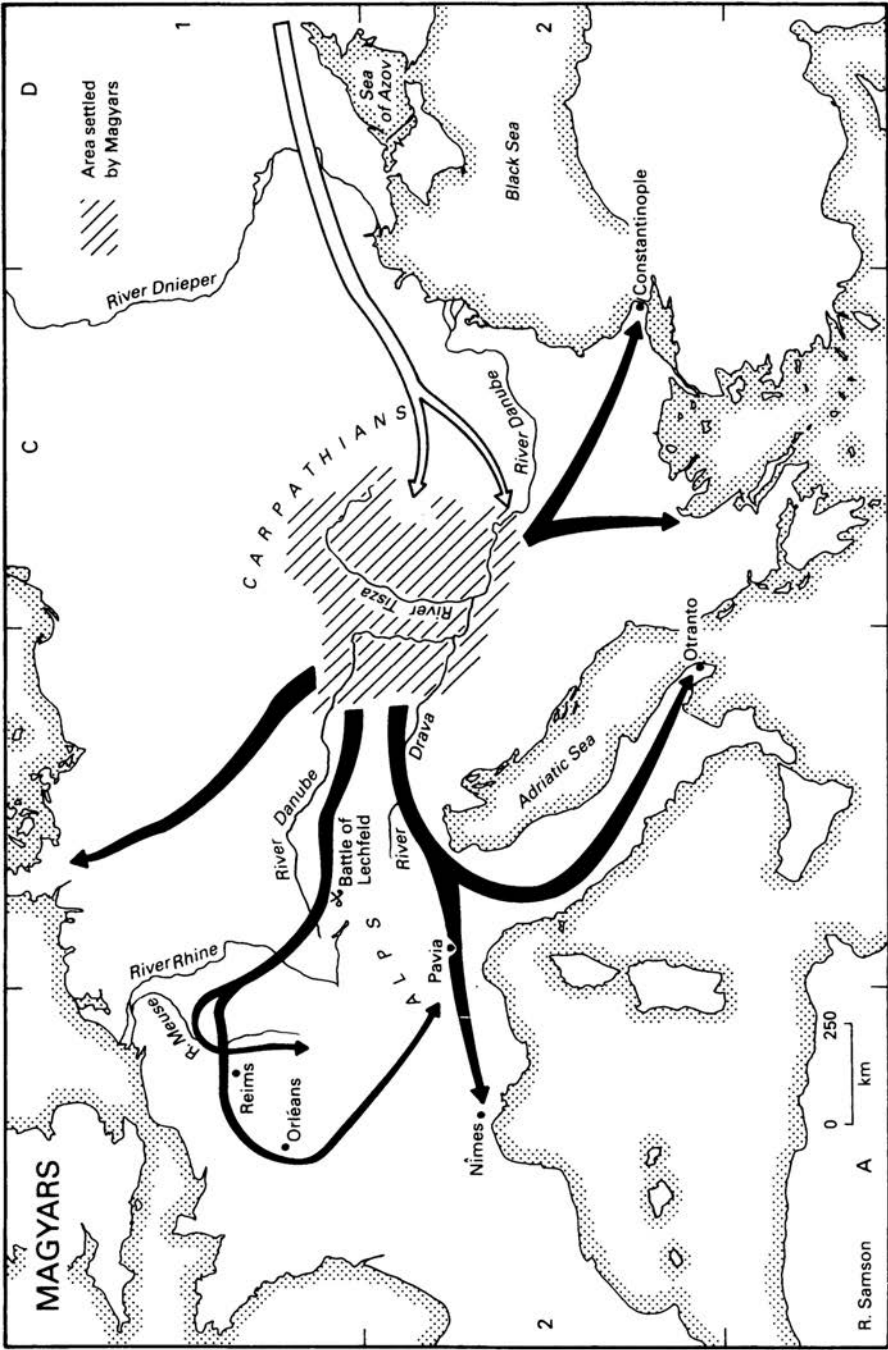 MAGYARS
C
D
1
Area settled
by Magyars
River Dnieper
CARPATHIANS
Sea
of Azov
R. Meuse
River Rhine
Reims
Orléans
River Danube
Battle of
Lechfeld
ALPS
River Tisza
River Drava
River Danube
Black Sea
2
2
Pavia
Nîmes
Adriatic Sea
Constantinople
Otranto
0 250
km
R. Samson
A